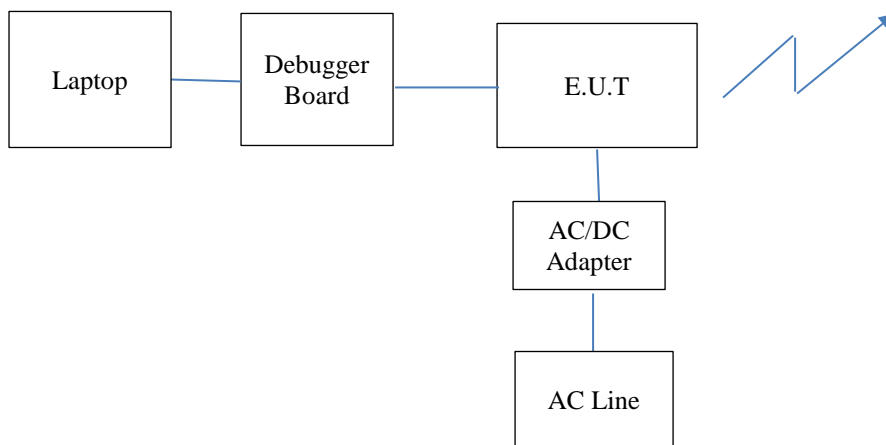 Laptop
Debugger
Board
E.U.T
AC/DC
Adapter
AC Line